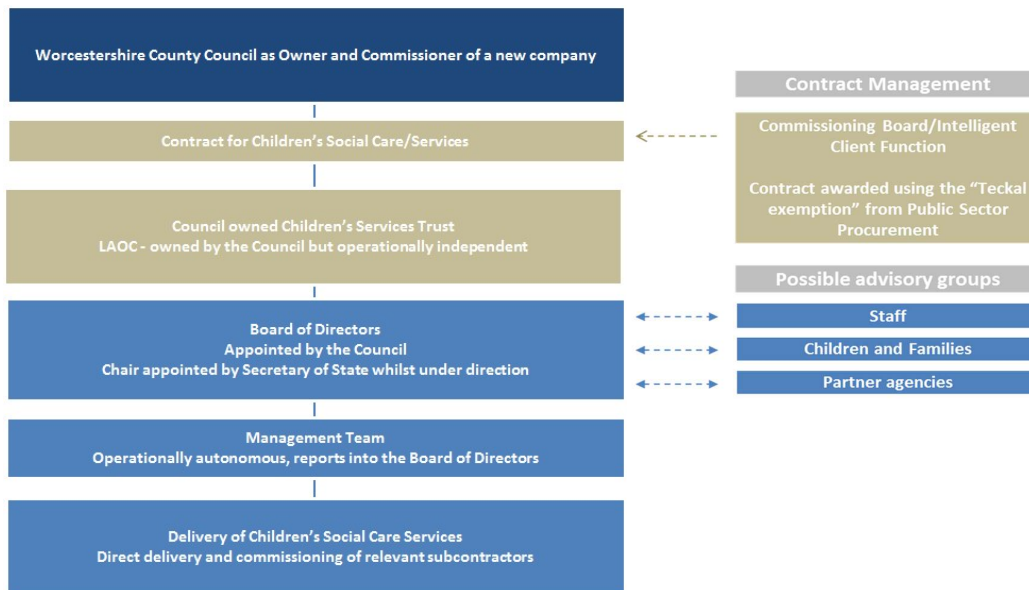 Worcestershire County Council as Owner and Commissioner of a new company
Contract for Children's Social Care/Services
Council owned Children's Services Trust
LAOC - owned by the Council but operationally independent
Board of Directors
Appointed by the Council
Chair appointed by Secretary of State whilst under direction
Management Team
Operationally autonomous, reports into the Board of Directors
Delivery of Children's Social Care Services
Direct delivery and commissioning of relevant subcontractors
Contract Management
Commissioning Board/Intelligent
Client Function
Contract awarded using the “Teckal
exemption” from Public Sector
Procurement
Possible advisory groups
Staff
Children and Families
Partner agencies